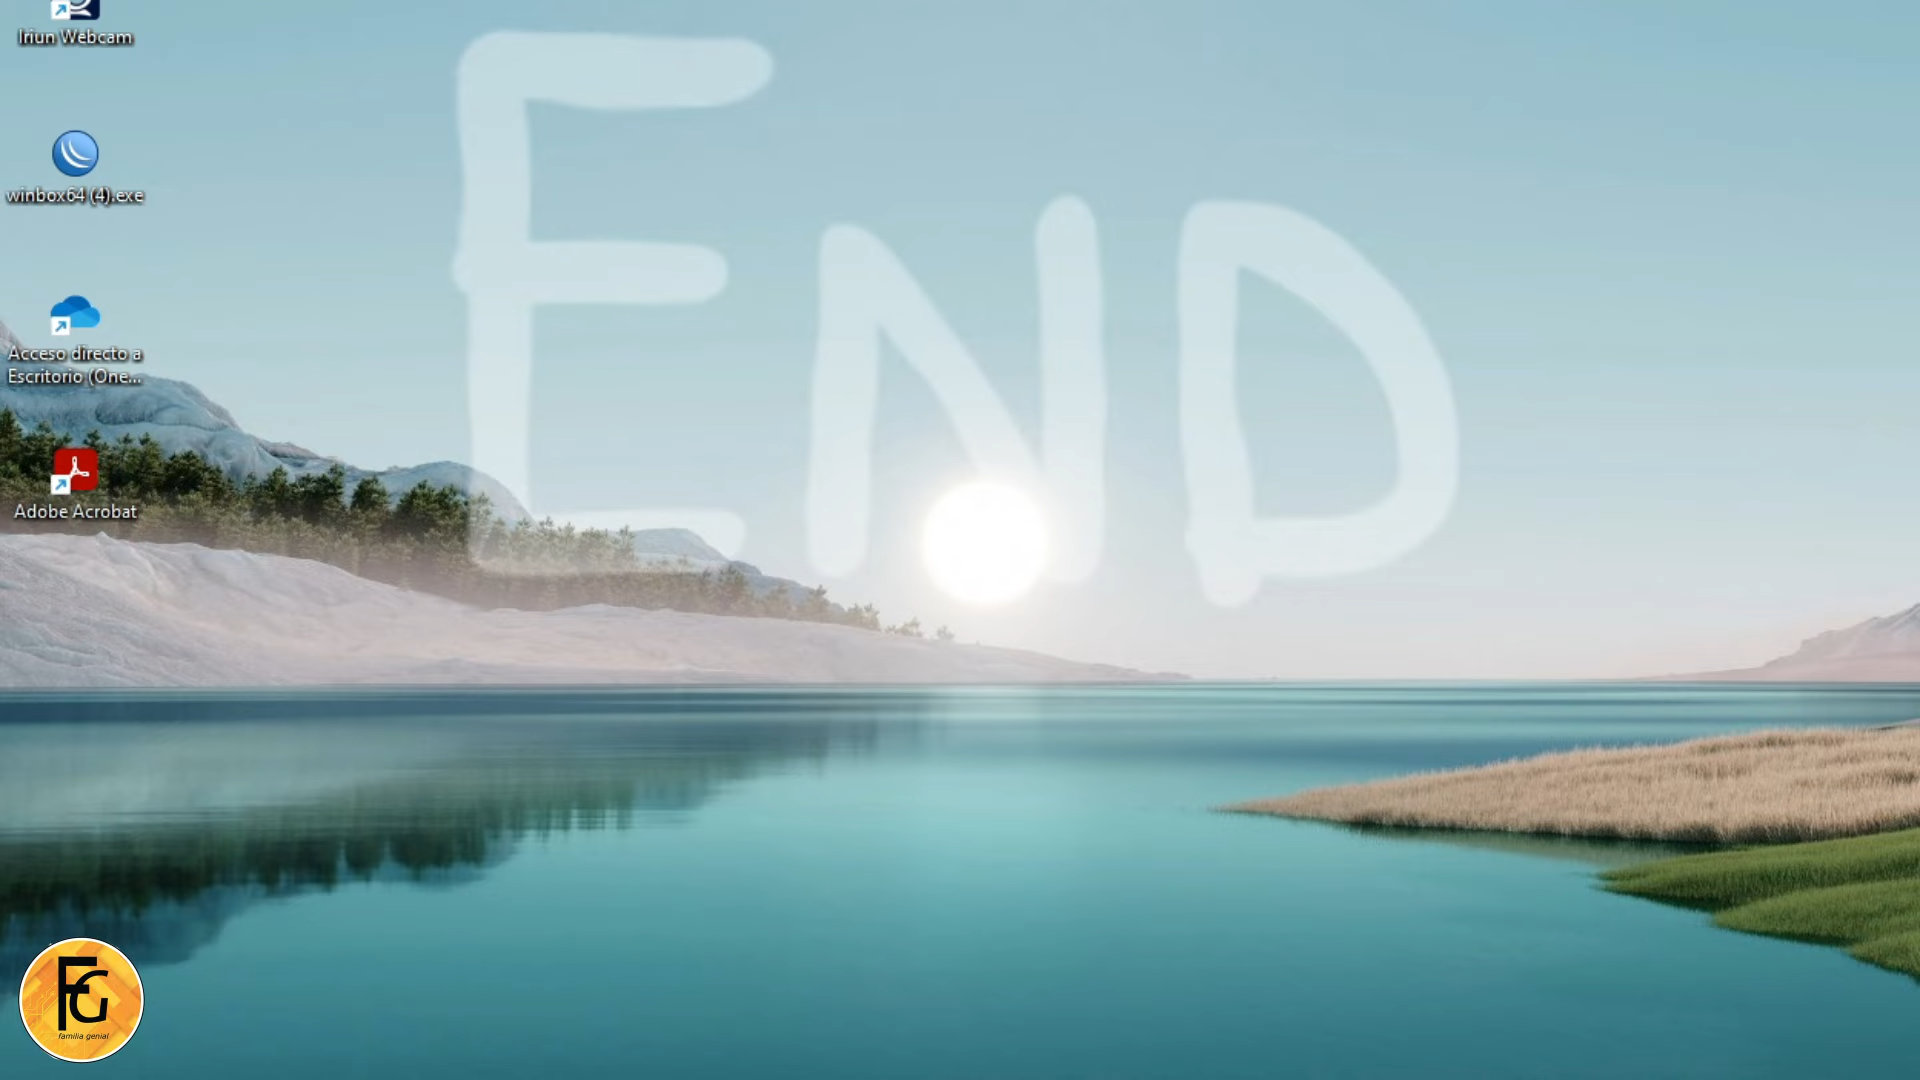 Iriun Webcam
END
winbox64 (4).exe
Acceso directo a
Escritorio (One...
Adobe Acrobat
FG
familia genial